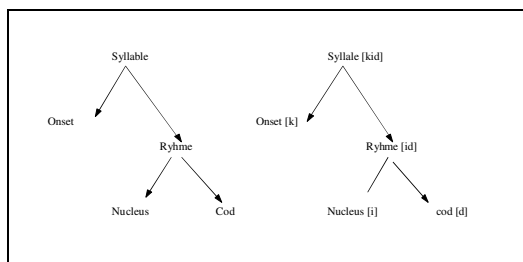 Syllable Syllale [kid]
Onset Onset [k]
Ryhme Ryhme [id]
Nucleus Cod Nucleus [i] cod [d]